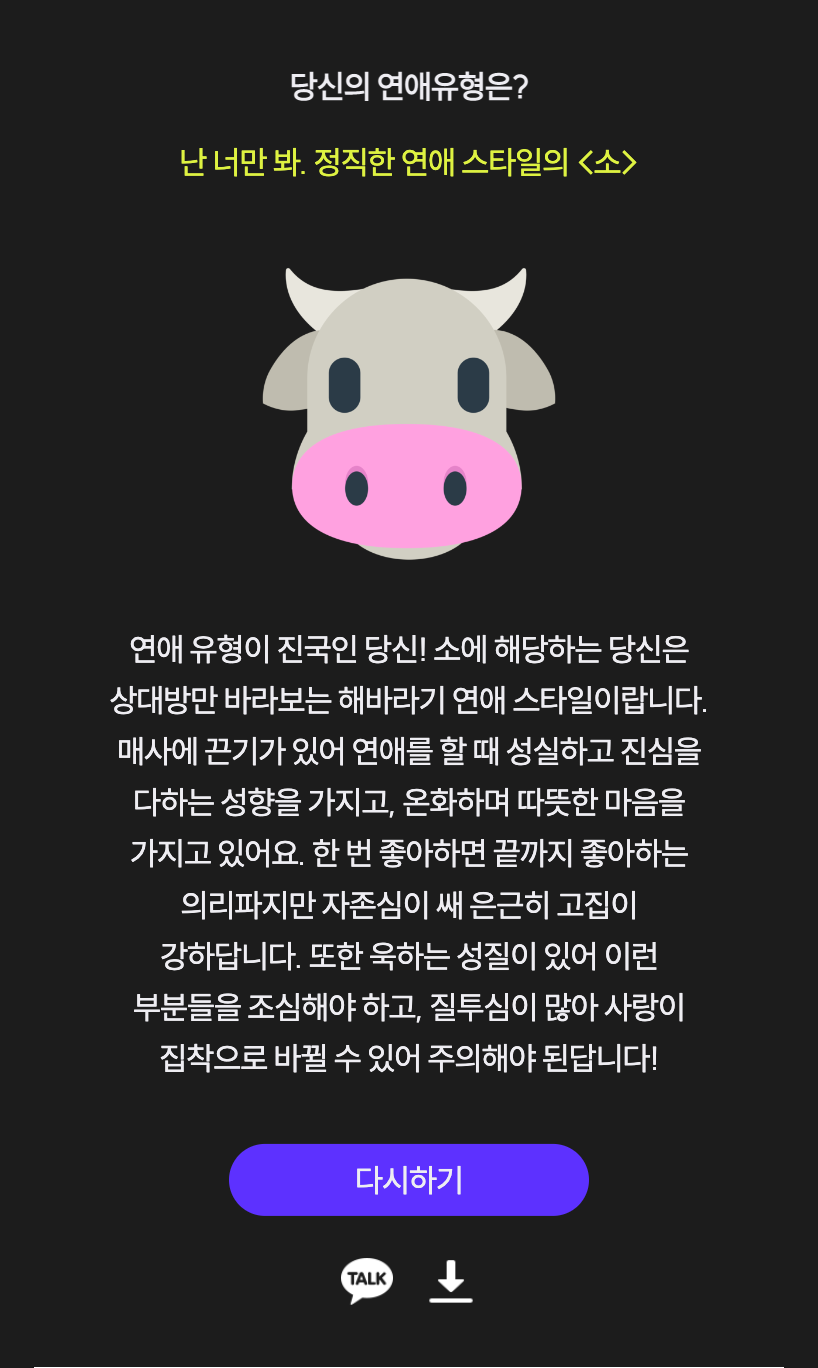 당신의 연애유형은?
난 너만 봐. 정직한 연애 스타일의 <소>
연애 유형이 진국인 당신! 소에 해당하는 당신은
상대방만 바라보는 해바라기 연애 스타일이랍니다.
매사에 끈기가 있어 연애를 할 때 성실하고 진심을
다하는 성향을 가지고, 온화하며 따뜻한 마음을
가지고 있어요. 한 번 좋아하면 끝까지 좋아하는
의리파지만 자존심이 쌔 은근히 고집이
강하답니다. 또한 욱하는 성질이 있어 이런
부분들을 조심해야 하고, 질투심이 많아 사랑이
집착으로 바뀔 수 있어 주의해야 된답니다!
다시하기
TALK